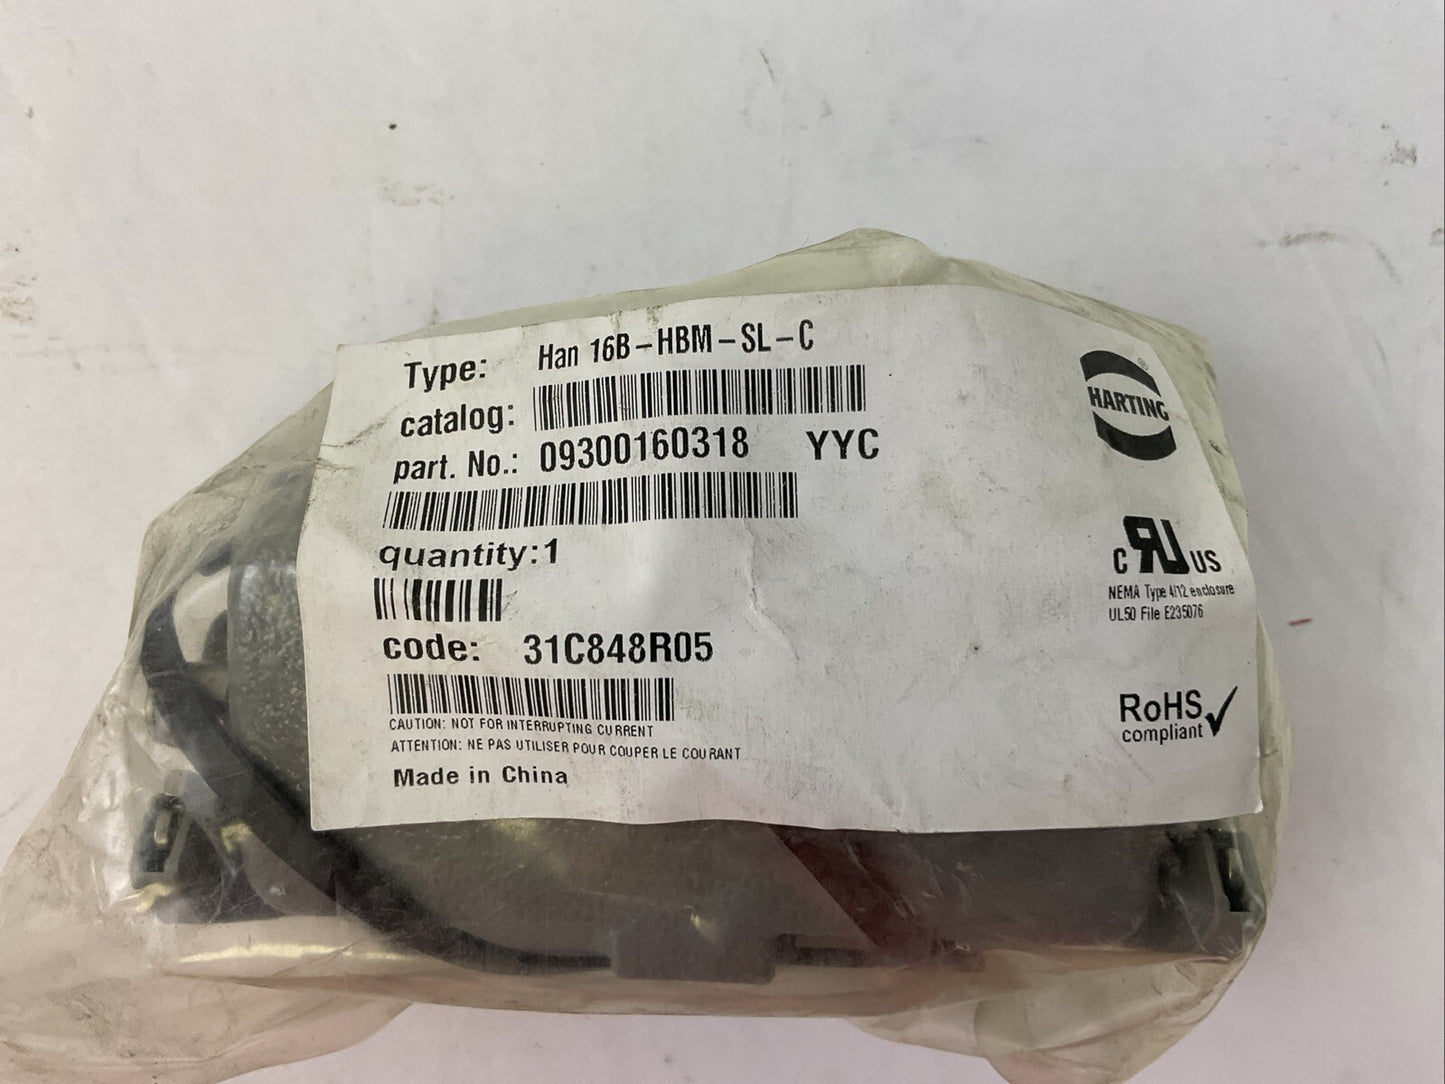 Type: Han 16B-HBM-SL-C
catalog:
part. No.: 09300160318 YYC
quantity:1
code: 31C848R05
CAUTION: NOT FOR INTERRUPTING CURRENT
ATTENTION: NE PAS UTILISER POUR COUPER LE COURANT
Made in China
®
HARTING
C RU US
NEMA Type 4/12 enclosure
UL50 File E235076
RoHS
compliant